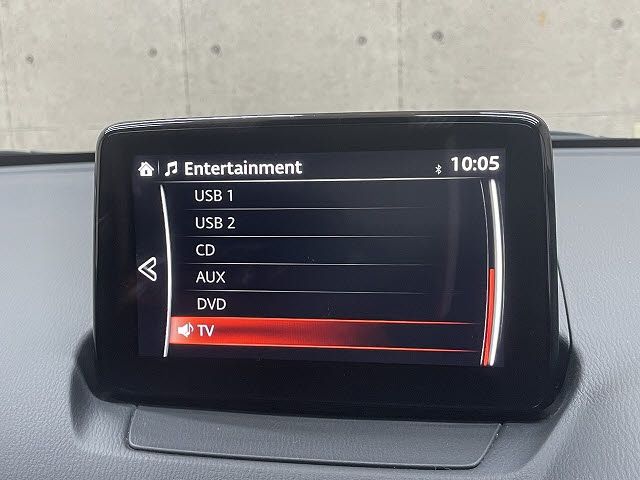 Entertainment 10:05
USB 1
USB 2
CD
AUX
DVD
TV